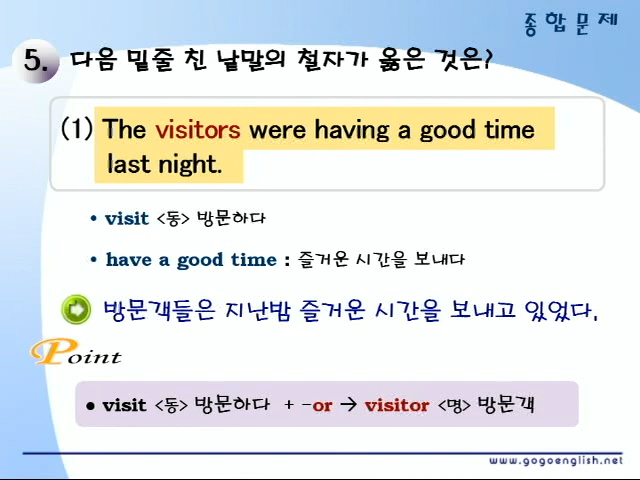 종합문제
5. 다음 밑줄 친 낱말의 철자가 옳은 것은?
(1) The visitors were having a good time
last night.
• visit <동> 방문하다
• have a good time : 즐거운 시간을 보내다
방문객들은 지난밤 즐거운 시간을 보내고 있었다.
Point
● visit <동> 방문하다 + -or → visitor <명> 방문객
www.gogoenglish.net